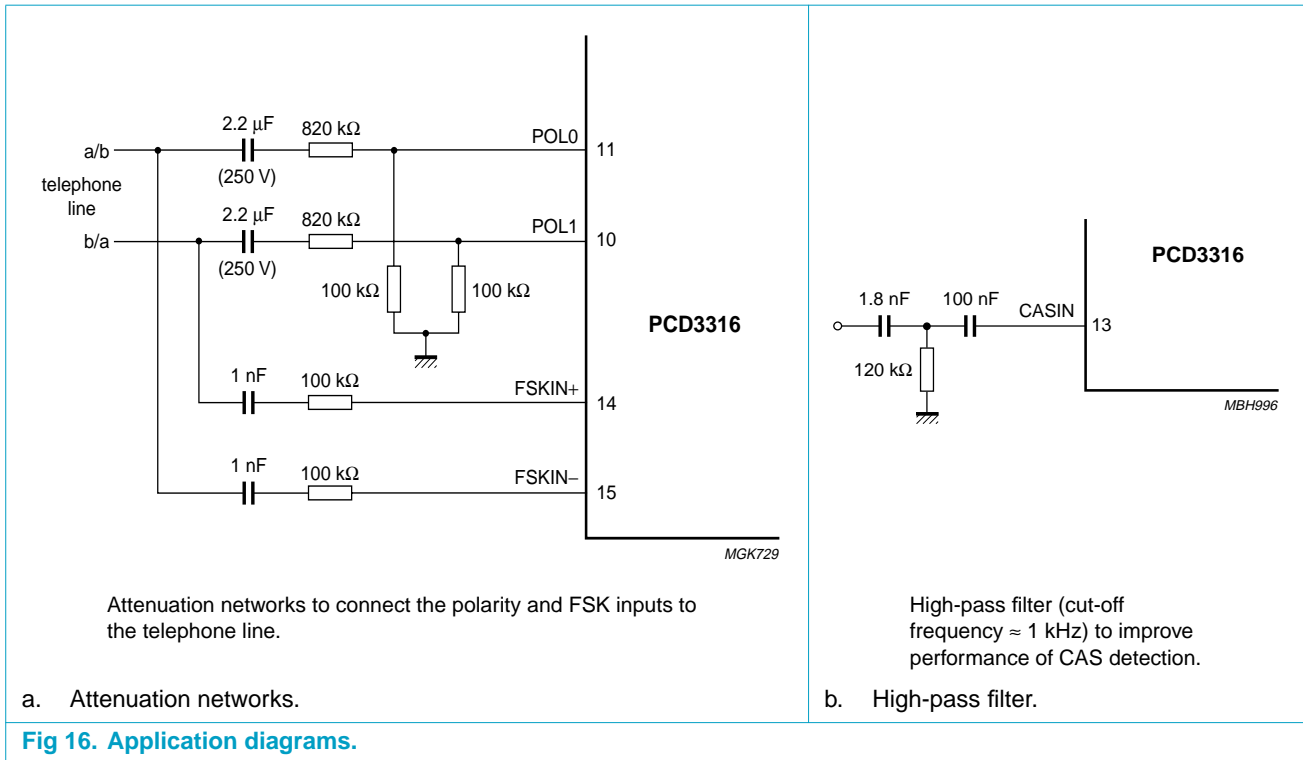 2.2 µF 820 kΩ
a/b
(250 V)
POL0
11
telephone
line
2.2 µF 820 kΩ
b/a
(250 V)
POL1
10
100 kΩ 100 kΩ
PCD3316
1 nF 100 kΩ
FSKIN+
14
1 nF 100 kΩ
FSKIN−
15
MGK729
Attenuation networks to connect the polarity and FSK inputs to
the telephone line.
a. Attenuation networks.
PCD3316
1.8 nF 100 nF
CASIN
13
120 kΩ
MBH996
High-pass filter (cut-off
frequency ≈ 1 kHz) to improve
performance of CAS detection.
b. High-pass filter.
Fig 16. Application diagrams.